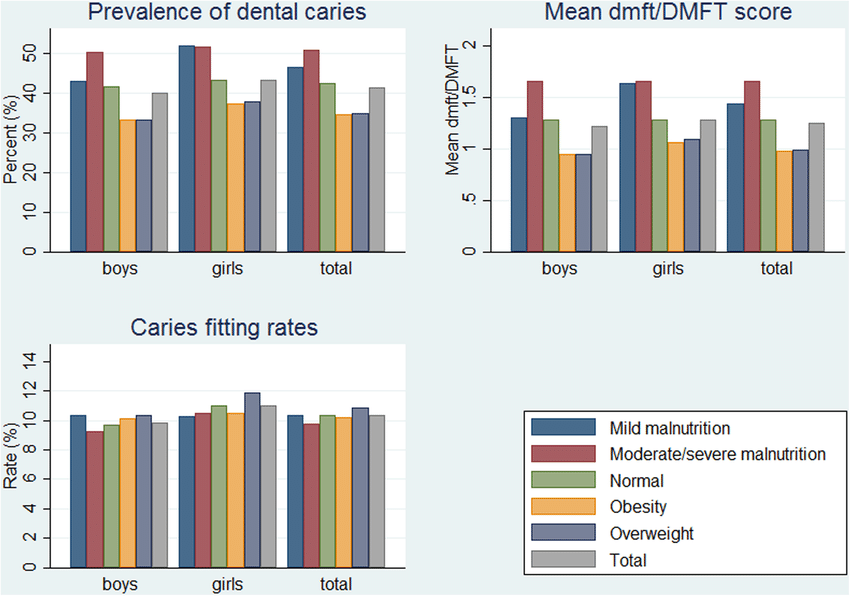 Prevalence of dental caries
Percent (%)
50
40
30
20
10
0
boys girls total
Mean dmft/DMFT score
Mean dmft/DMFT
2
1.5
1
.5
0
boys girls total
Caries fitting rates
Rate (%)
14
12
10
8
6
4
2
0
boys girls total
Mild malnutrition
Moderate/severe malnutrition
Normal
Obesity
Overweight
Total